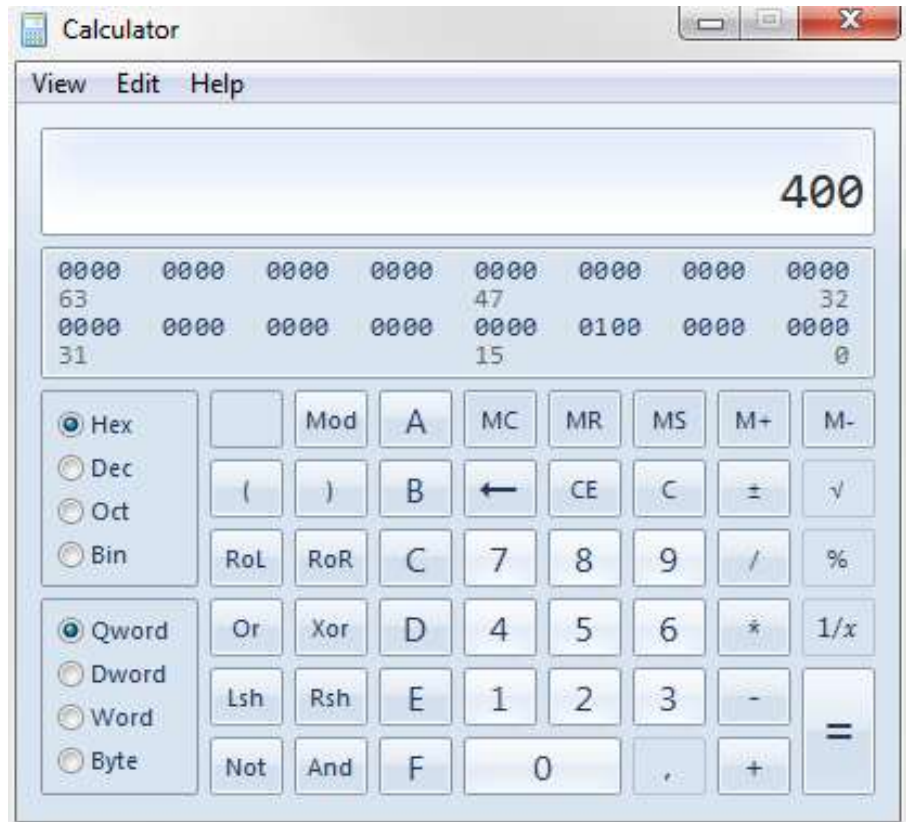 Calculator
View Edit Help
400
0000 0000 0000 0000 0000 0000 0000 0000
63 47 32
0000 0000 0000 0000 0000 0100 0000 0000
31 15 0
Hex Mod A MC MR MS M+ M-
Dec ( ) B ← CE C ± √
Oct
Bin RoL RoR C 7 8 9 / %
Qword Or Xor D 4 5 6 * 1/x
Dword
Word Lsh Rsh E 1 2 3 - =
Byte Not And F 0 , +